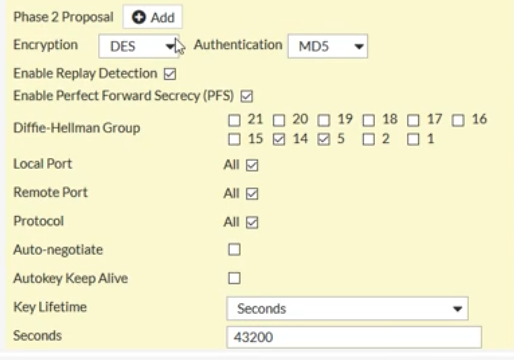 Phase 2 Proposal Add
Encryption DES Authentication MD5
Enable Replay Detection
Enable Perfect Forward Secrecy (PFS)
Diffie-Hellman Group 21 20 19 18 17 16
15 14 5 2 1
Local Port All
Remote Port All
Protocol All
Auto-negotiate
Autokey Keep Alive
Key Lifetime Seconds
Seconds 43200